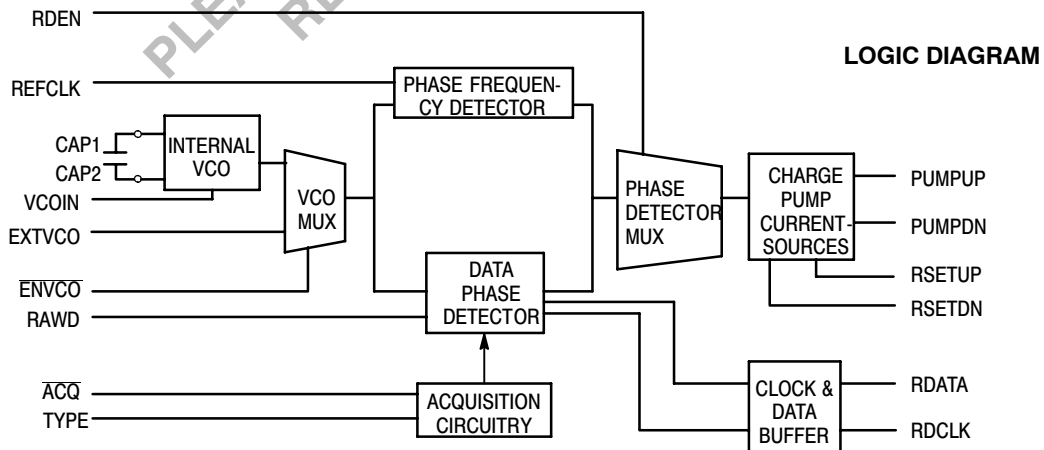 PLEA
RE
RDEN
LOGIC DIAGRAM
REFCLK
PHASE FREQUEN-
CY DETECTOR
CAP1
CAP2
INTERNAL
VCO
VCOIN
EXTVCO
VCO
MUX
ENVCO
RAWD
DATA
PHASE
DETECTOR
PHASE
DETECTOR
MUX
CHARGE
PUMP
CURRENT-
SOURCES
PUMPUP
PUMPDN
RSETUP
RSETDN
ACQ
TYPE
ACQUISITION
CIRCUITRY
CLOCK &
DATA
BUFFER
RDATA
RDCLK